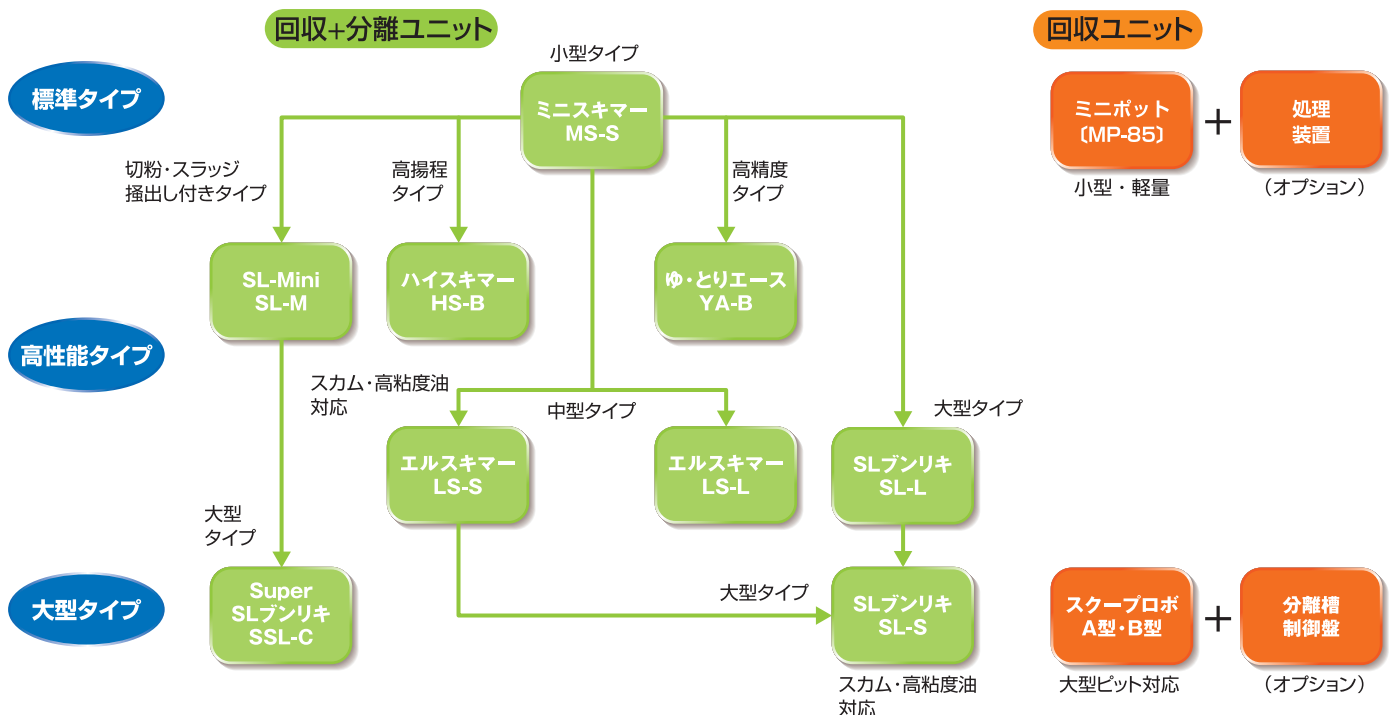 回収+分離ユニット
回収ユニット
小型タイプ
標準タイプ
ミニスキマー
MS-S
ミニポット
〔MP-85〕
+
処理
装置
小型・軽量
（オプション）
切粉・スラッジ
掻出し付きタイプ
高揚程
タイプ
高精度
タイプ
SL-Mini
SL-M
ハイスキマー
HS-B
ゆ・とりエース
YA-B
高性能タイプ
スカム・高粘度油
対応
中型タイプ
大型タイプ
エルスキマー
LS-S
エルスキマー
LS-L
SLブンリキ
SL-L
大型
タイプ
大型タイプ
大型タイプ
Super
SLブンリキ
SSL-C
SLブンリキ
SL-S
スカム・高粘度油
対応
スクープロボ
A型・B型
+
分離槽
制御盤
大型ピット対応
（オプション）